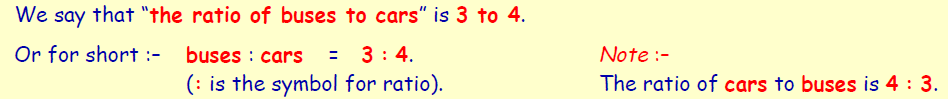 We say that “the ratio of buses to cars” is 3 to 4.
Or for short :- buses : cars = 3 : 4. Note :-
(: is the symbol for ratio). The ratio of cars to buses is 4 : 3.